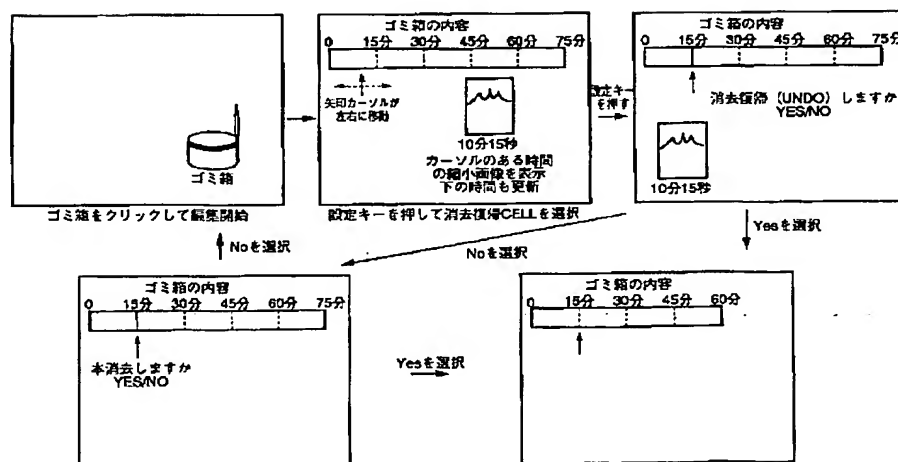 ゴミ箱
ゴミ箱をクリックして編集開始
ゴミ箱の内容
0 15分 30分 45分 60分 75分
矢印カーソルが
左右に移動
10分15秒
カーソルのある時間
の縮小画像を表示
下の時間も更新
設定キーを押して消去復帰CELLを選択
設定キー
を押す
ゴミ箱の内容
0 15分 30分 45分 60分 75分
消去復帰(UNDO)しますか
YES/NO
10分15秒
Noを選択
Noを選択
Yesを選択
ゴミ箱の内容
0 15分 30分 45分 60分 75分
本消去しますか
YES/NO
Yesを選択
ゴミ箱の内容
0 15分 30分 45分 60分